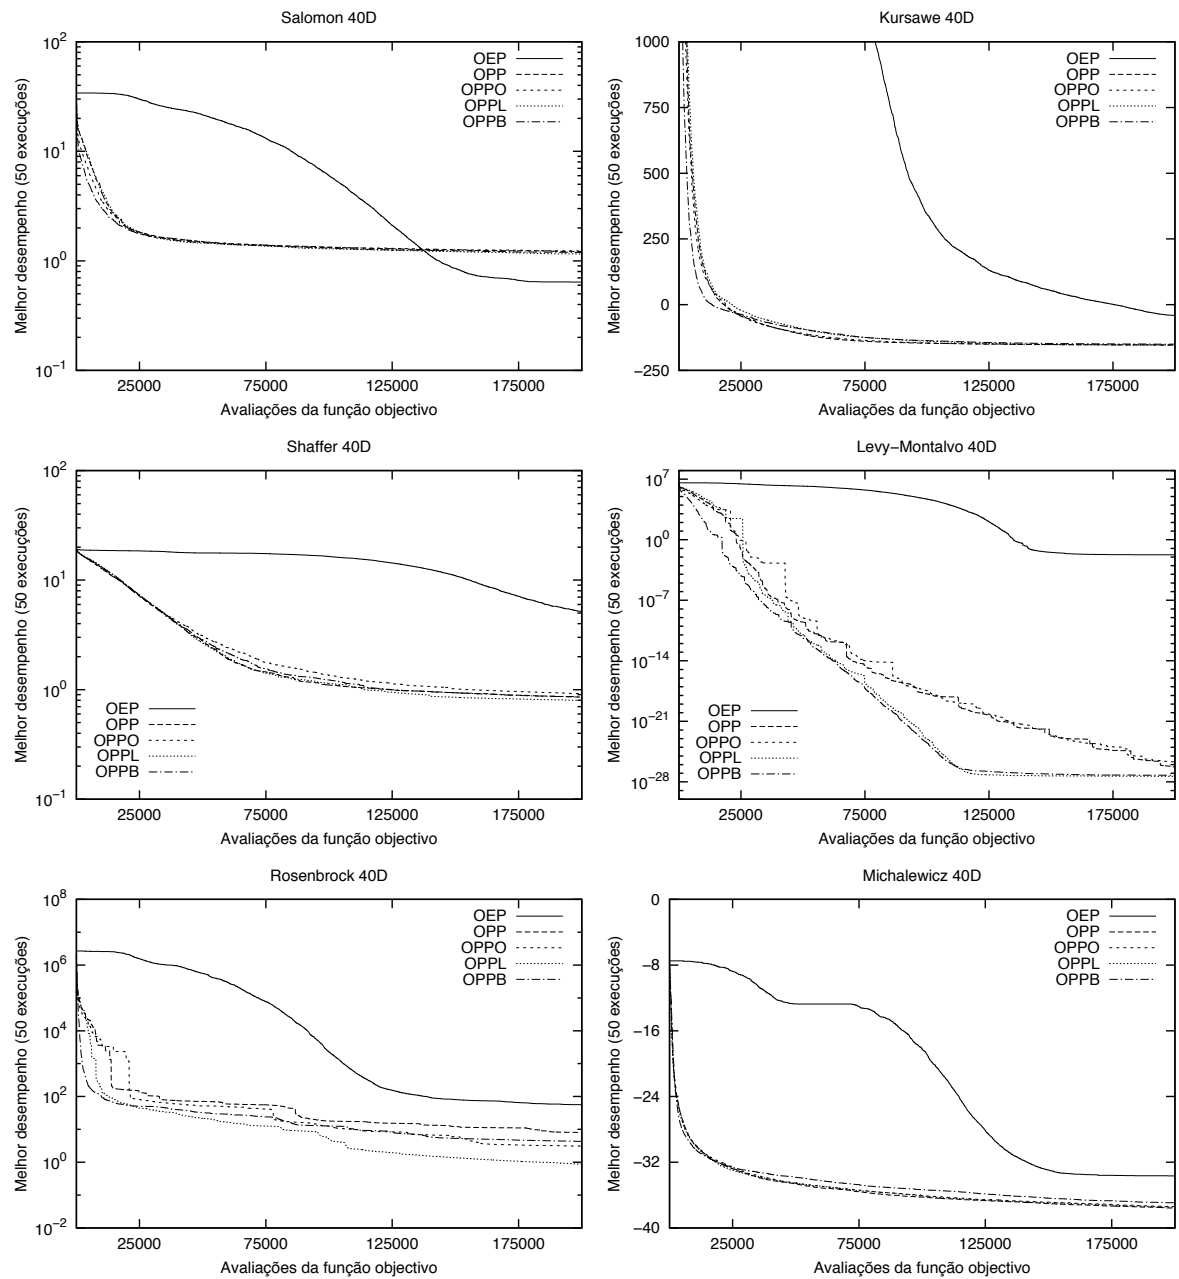 Salomon 40D
Melhor desempenho (50 execuções)
10^2
10^1
10^0
10^−1
OEP
OPP
OPPO
OPPL
OPPB
25000 75000 125000 175000
Avaliações da função objectivo
Kursawe 40D
Melhor desempenho (50 execuções)
1000
750
500
250
0
−250
OEP
OPP
OPPO
OPPL
OPPB
25000 75000 125000 175000
Avaliações da função objectivo
Shaffer 40D
Melhor desempenho (50 execuções)
10^2
10^1
10^0
10^−1
OEP
OPP
OPPO
OPPL
OPPB
25000 75000 125000 175000
Avaliações da função objectivo
Levy−Montalvo 40D
Melhor desempenho (50 execuções)
10^7
10^0
10^−7
10^−14
10^−21
10^−28
OEP
OPP
OPPO
OPPL
OPPB
25000 75000 125000 175000
Avaliações da função objectivo
Rosenbrock 40D
Melhor desempenho (50 execuções)
10^8
10^6
10^4
10^2
10^0
10^−2
OEP
OPP
OPPO
OPPL
OPPB
25000 75000 125000 175000
Avaliações da função objectivo
Michalewicz 40D
Melhor desempenho (50 execuções)
0
−8
−16
−24
−32
−40
OEP
OPP
OPPO
OPPL
OPPB
25000 75000 125000 175000
Avaliações da função objectivo